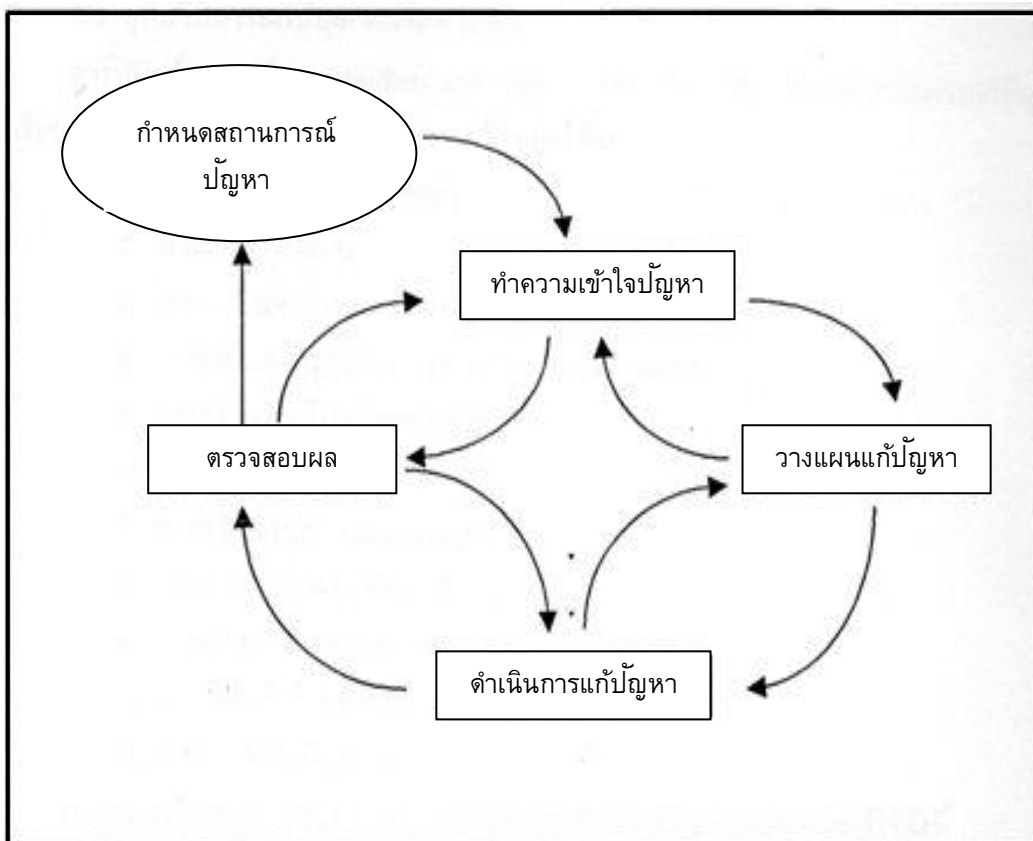 กำหนดสถานการณ์
ปัญหา
ทำความเข้าใจปัญหา
ตรวจสอบผล
วางแผนแก้ปัญหา
ดำเนินการแก้ปัญหา